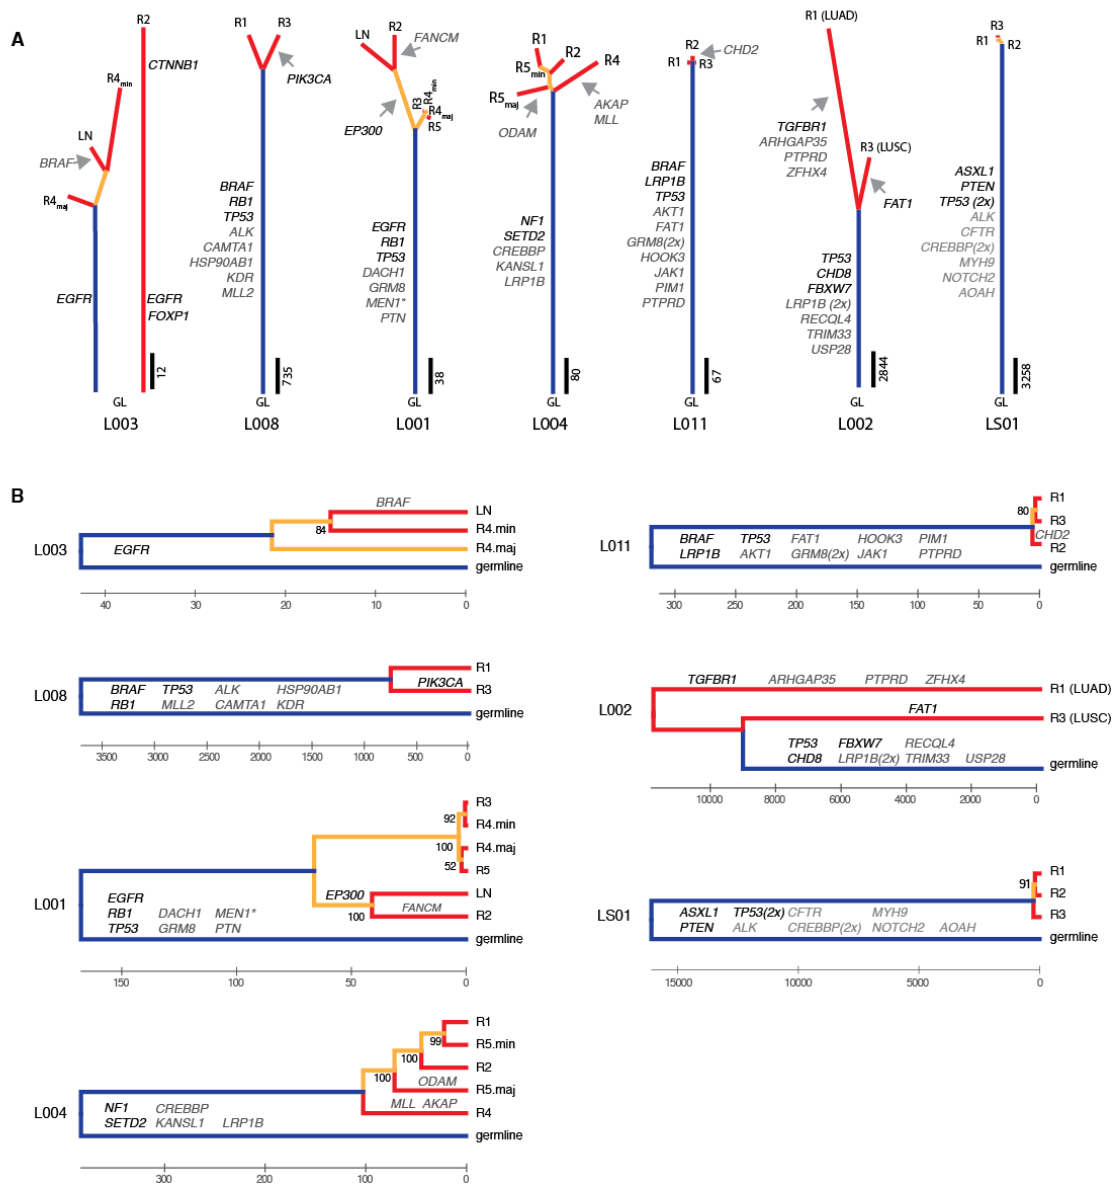 A
R2
CTNNB1
R4min
LN
BRAF
R4maj
EGFR
EGFR
FOXP1
12
GL
L003
R1
R3
PIK3CA
BRAF
RB1
TP53
ALK
CAMTA1
HSP90AB1
KDR
MLL2
735
GL
L008
LN
R2
FANCM
EP300
R3
R4min
R4maj
R5
EGFR
RB1
TP53
DACH1
GRM8
MEN1*
PTN
38
GL
L001
R1
R2
R5min
R4
R5maj
ODAM
AKAP
MLL
NF1
SETD2
CREBBP
KANSL1
LRP1B
80
GL
L004
R2
CHD2
R1
R3
BRAF
LRP1B
TP53
AKT1
FAT1
GRM8(2x)
HOOK3
JAK1
PIM1
PTPRD
67
GL
L011
R1 (LUAD)
TGFBR1
ARHGAP35
PTPRD
ZFHX4
R3 (LUSC)
FAT1
TP53
CHD8
FBXW7
LRP1B (2x)
RECQL4
TRIM33
USP28
2844
GL
L002
R3
R1
R2
ASXL1
PTEN
TP53 (2x)
ALK
CFTR
CREBBP(2x)
MYH9
NOTCH2
AOAH
3258
GL
LS01
B
L003
BRAF
LN
84
R4.min
EGFR
R4.maj
germline
40 30 20 10 0
L008
R1
PIK3CA
R3
BRAF TP53 ALK HSP90AB1
RB1 MLL2 CAMTA1 KDR
germline
3500 3000 2500 2000 1500 1000 500 0
L001
R3
92
R4.min
100
R4.maj
52
R5
EGFR
EP300
LN
RB1 DACH1 MEN1*
100
FANCM
R2
TP53 GRM8 PTN
germline
150 100 50 0
L004
R1
99
R5.min
100
R2
100
ODAM
R5.maj
MLL AKAP
R4
NF1 CREBBP
SETD2 KANSL1 LRP1B
germline
300 200 100 0
L011
R1
80
R3
CHD2
R2
BRAF TP53 FAT1 HOOK3 PIM1
LRP1B AKT1 GRM8(2x) JAK1 PTPRD
germline
300 250 200 150 100 50 0
L002
TGFBR1 ARHGAP35 PTPRD ZFHX4
R1 (LUAD)
FAT1
R3 (LUSC)
TP53 FBXW7 RECQL4
CHD8 LRP1B(2x) TRIM33 USP28
germline
10000 8000 6000 4000 2000 0
LS01
R1
91
R2
R3
ASXL1 TP53(2x) CFTR MYH9
PTEN ALK CREBBP(2x) NOTCH2 AOAH
germline
15000 10000 5000 0